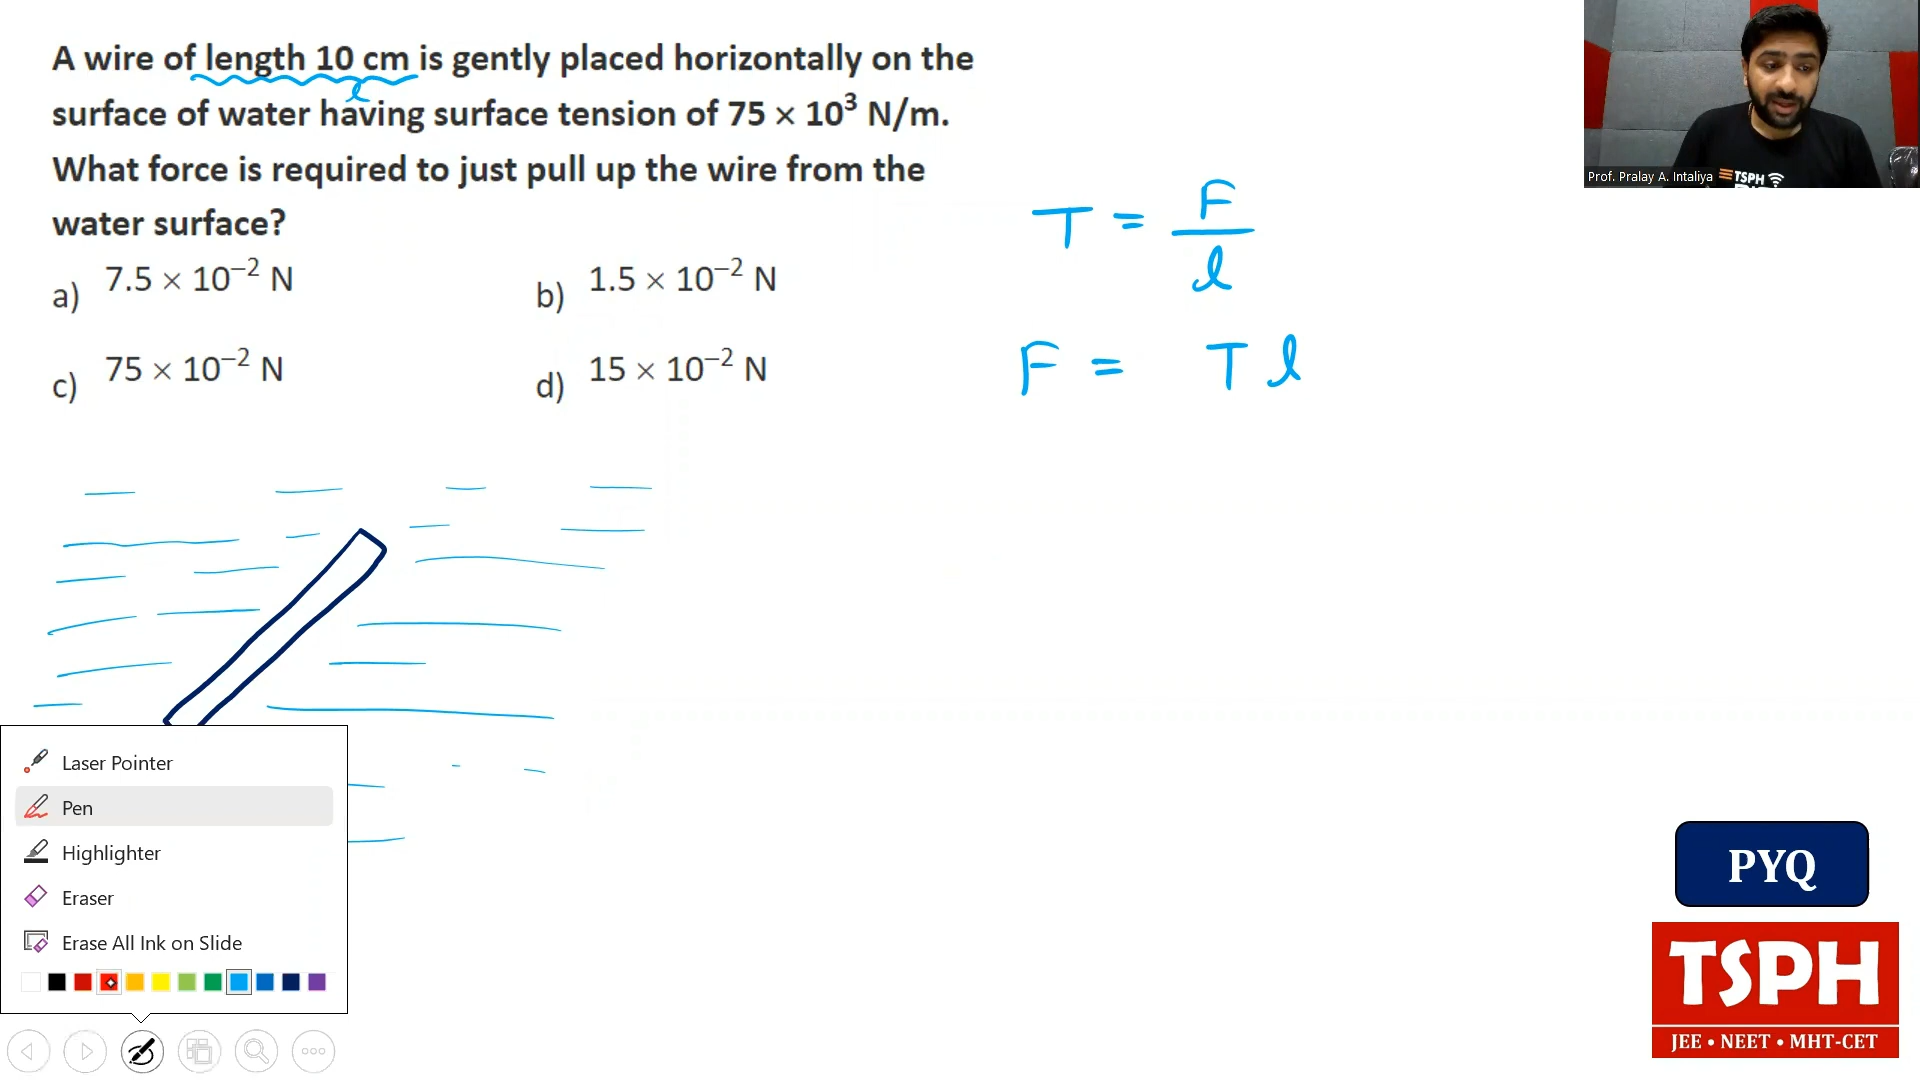 A wire of length 10 cm is gently placed horizontally on the
l
surface of water having surface tension of 75 × 10³ N/m.
What force is required to just pull up the wire from the
water surface?
a) 7.5 × 10⁻² N
b) 1.5 × 10⁻² N
c) 75 × 10⁻² N
d) 15 × 10⁻² N
T = F/l
F = T l
Prof. Pralay A. Intaliya
TSPH
Laser Pointer
Pen
Highlighter
Eraser
Erase All Ink on Slide
PYQ
TSPH
JEE • NEET • MHT-CET